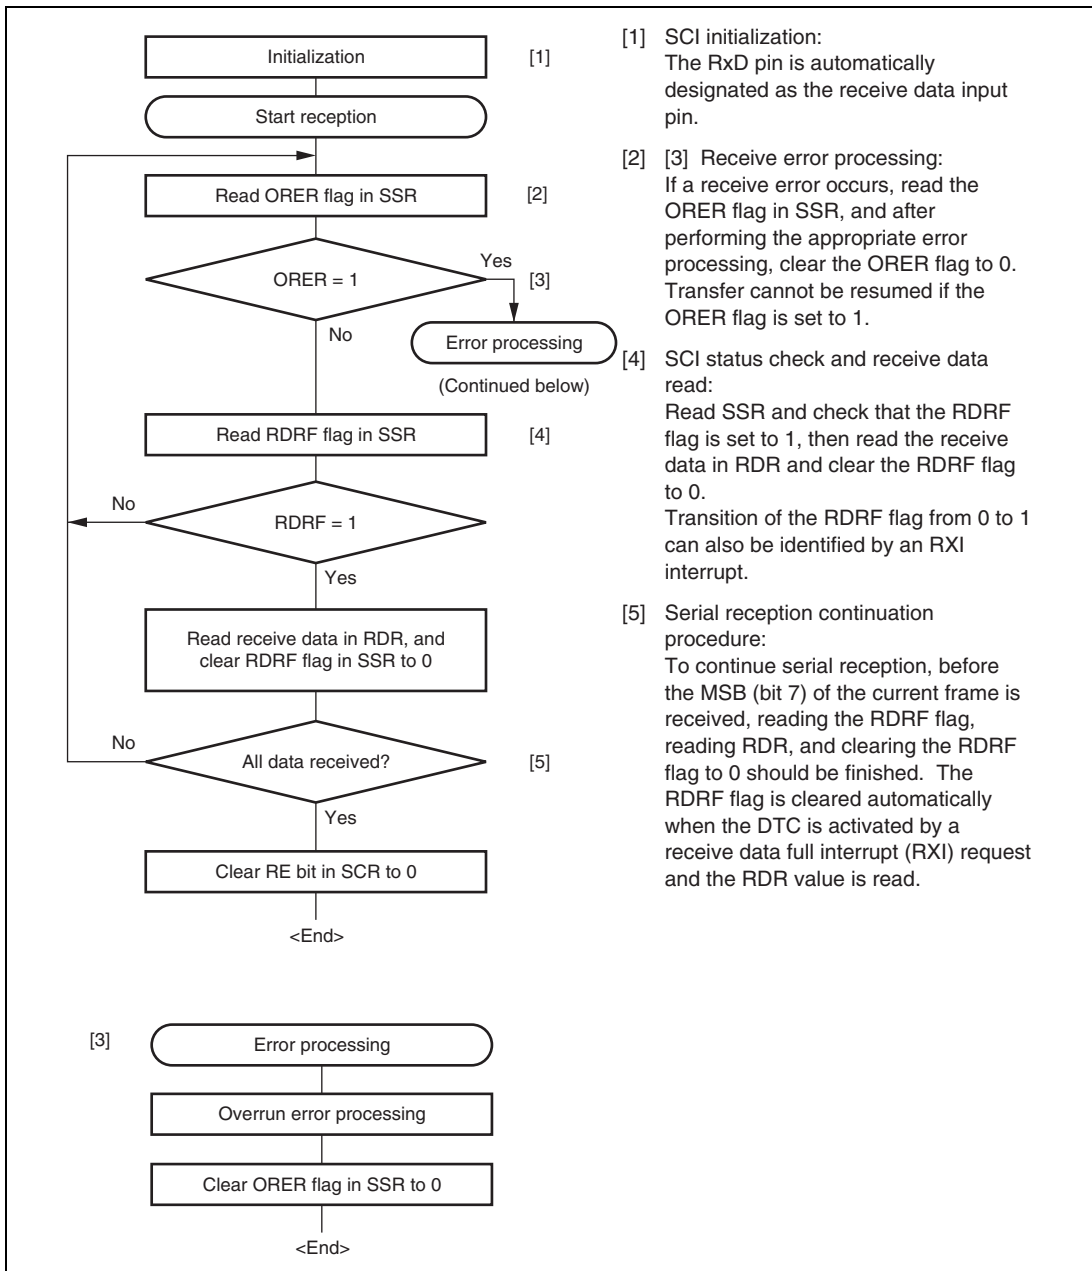 Initialization
[1]
Start reception
Read ORER flag in SSR
[2]
ORER = 1
Yes
[3]
No
Error processing
(Continued below)
Read RDRF flag in SSR
[4]
No
RDRF = 1
Yes
Read receive data in RDR, and
clear RDRF flag in SSR to 0
No
All data received?
[5]
Yes
Clear RE bit in SCR to 0
<End>
[1] SCI initialization:
The RxD pin is automatically
designated as the receive data input
pin.
[2] [3] Receive error processing:
If a receive error occurs, read the
ORER flag in SSR, and after
performing the appropriate error
processing, clear the ORER flag to 0.
Transfer cannot be resumed if the
ORER flag is set to 1.
[4] SCI status check and receive data
read:
Read SSR and check that the RDRF
flag is set to 1, then read the receive
data in RDR and clear the RDRF flag
to 0.
Transition of the RDRF flag from 0 to 1
can also be identified by an RXI
interrupt.
[5] Serial reception continuation
procedure:
To continue serial reception, before
the MSB (bit 7) of the current frame is
received, reading the RDRF flag,
reading RDR, and clearing the RDRF
flag to 0 should be finished. The
RDRF flag is cleared automatically
when the DTC is activated by a
receive data full interrupt (RXI) request
and the RDR value is read.
[3]
Error processing
Overrun error processing
Clear ORER flag in SSR to 0
<End>